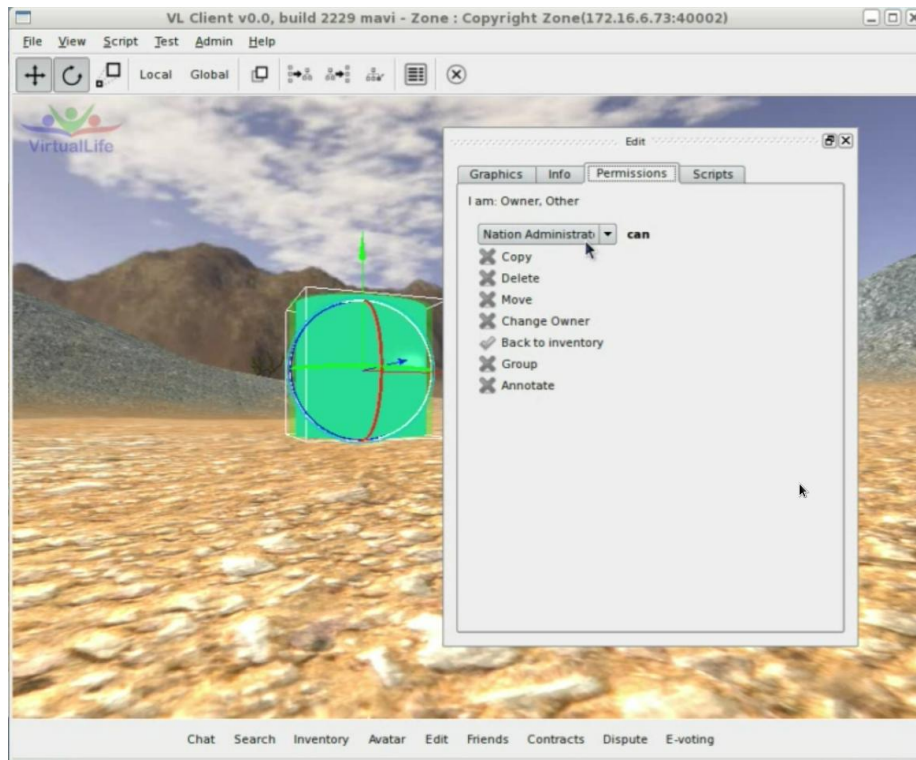 VL Client v0.0, build 2229 mavi - Zone : Copyright Zone(172.16.6.73:40002)
File View Script Test Admin Help
Local Global
VirtualLife
Edit
Graphics Info Permissions Scripts
I am: Owner, Other
Nation Administrat can
Copy
Delete
Move
Change Owner
Back to inventory
Group
Annotate
Chat Search Inventory Avatar Edit Friends Contracts Dispute E-voting